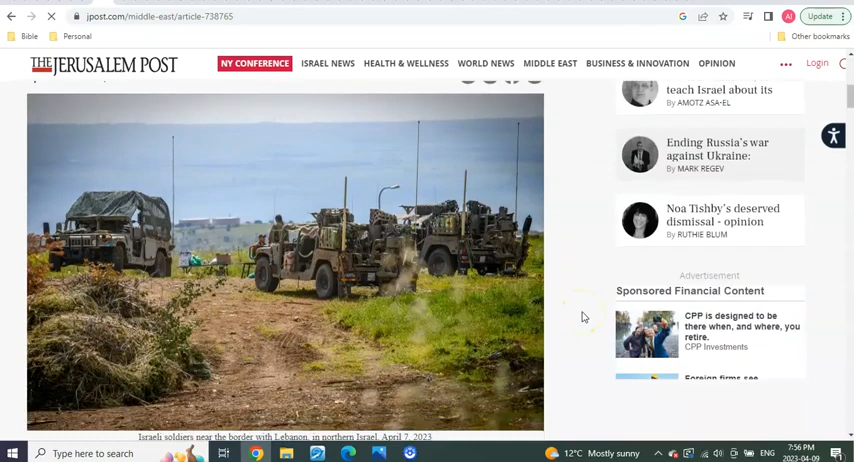 jpost.com/middle-east/article-738765
AI
Update
Bible
Personal
Other bookmarks
THE JERUSALEM POST
NY CONFERENCE
ISRAEL NEWS
HEALTH & WELLNESS
WORLD NEWS
MIDDLE EAST
BUSINESS & INNOVATION
OPINION
Login
teach Israel about its
By AMOTZ ASA-EL
Ending Russia's war
against Ukraine:
By MARK REGEV
Noa Tishby's deserved
dismissal - opinion
By RUTHIE BLUM
Advertisement
Sponsored Financial Content
CPP is designed to be
there when, and where, you
retire.
CPP Investments
Foreign firms see
Israeli soldiers near the border with Lebanon, in northern Israel, April 7, 2023
Type here to search
12°C Mostly sunny
ENG
7:56 PM
2023-04-09